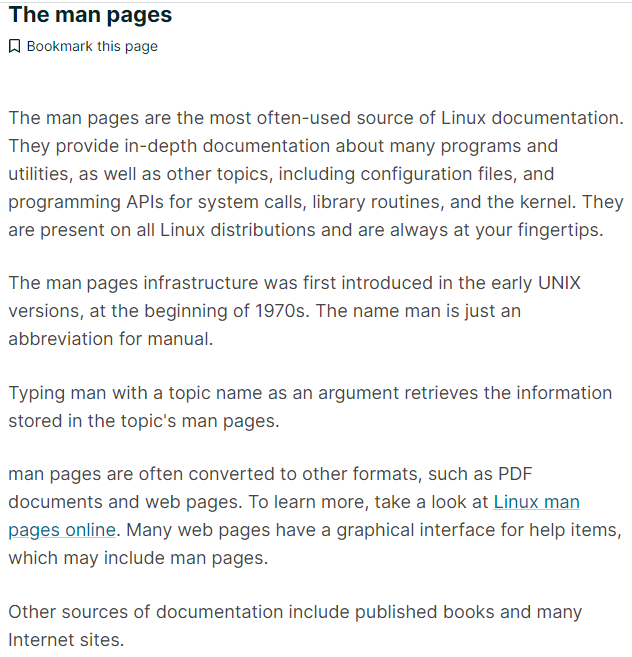 The man pages
Bookmark this page
The man pages are the most often-used source of Linux documentation.
They provide in-depth documentation about many programs and
utilities, as well as other topics, including configuration files, and
programming APIs for system calls, library routines, and the kernel. They
are present on all Linux distributions and are always at your fingertips.
The man pages infrastructure was first introduced in the early UNIX
versions, at the beginning of 1970s. The name man is just an
abbreviation for manual.
Typing man with a topic name as an argument retrieves the information
stored in the topic's man pages.
man pages are often converted to other formats, such as PDF
documents and web pages. To learn more, take a look at Linux man
pages online. Many web pages have a graphical interface for help items,
which may include man pages.
Other sources of documentation include published books and many
Internet sites.